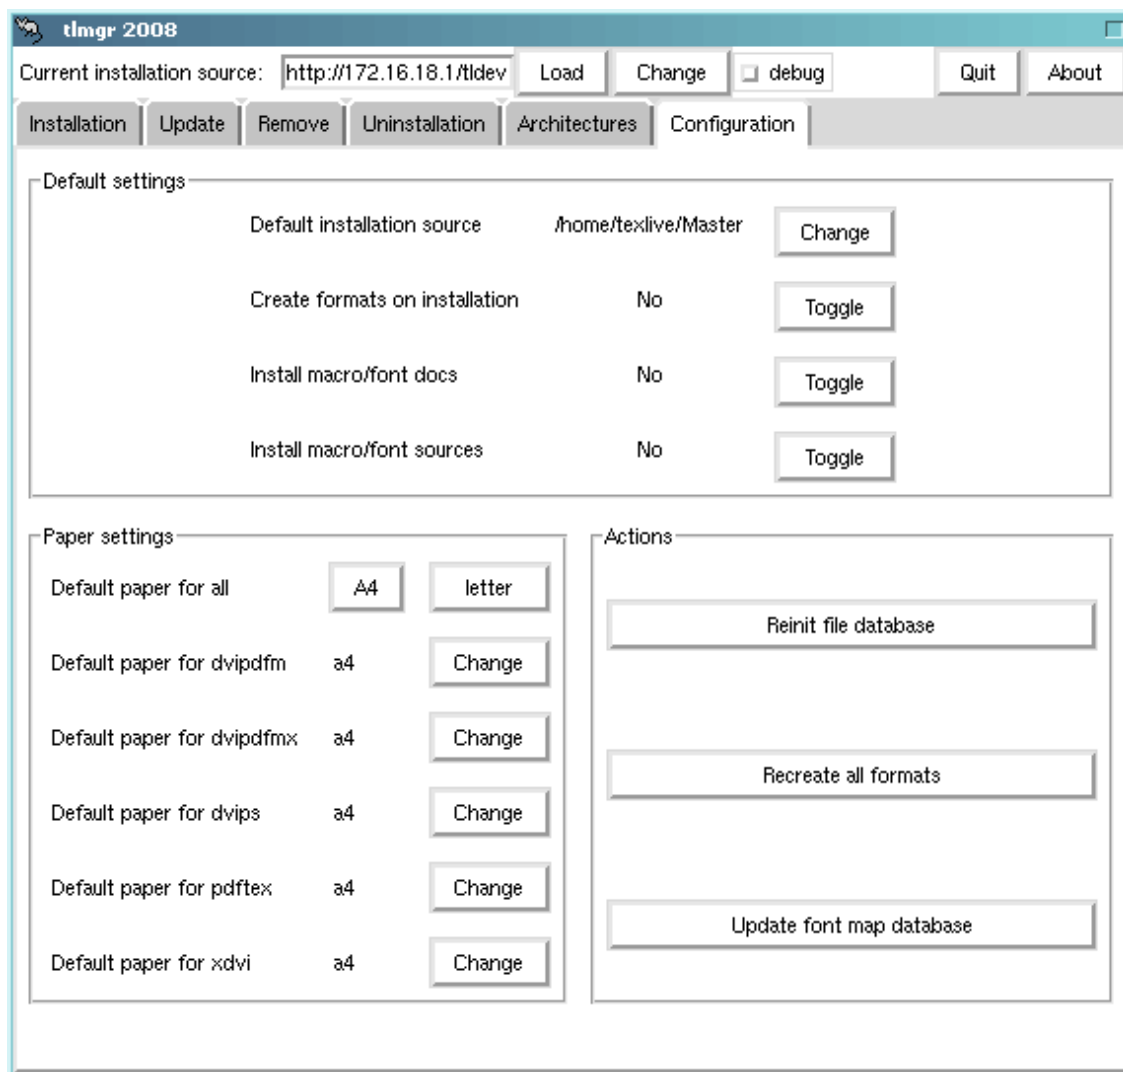 tlmgr 2008
Current installation source: http://172.16.18.1/tldev Load Change debug Quit About
Installation Update Remove Uninstallation Architectures Configuration
Default settings
Default installation source /home/texlive/Master Change
Create formats on installation No Toggle
Install macro/font docs No Toggle
Install macro/font sources No Toggle
Paper settings
Default paper for all A4 letter
Default paper for dvipdfm a4 Change
Default paper for dvipdfmx a4 Change
Default paper for dvips a4 Change
Default paper for pdftex a4 Change
Default paper for xdvi a4 Change
Actions
Reinit file database
Recreate all formats
Update font map database